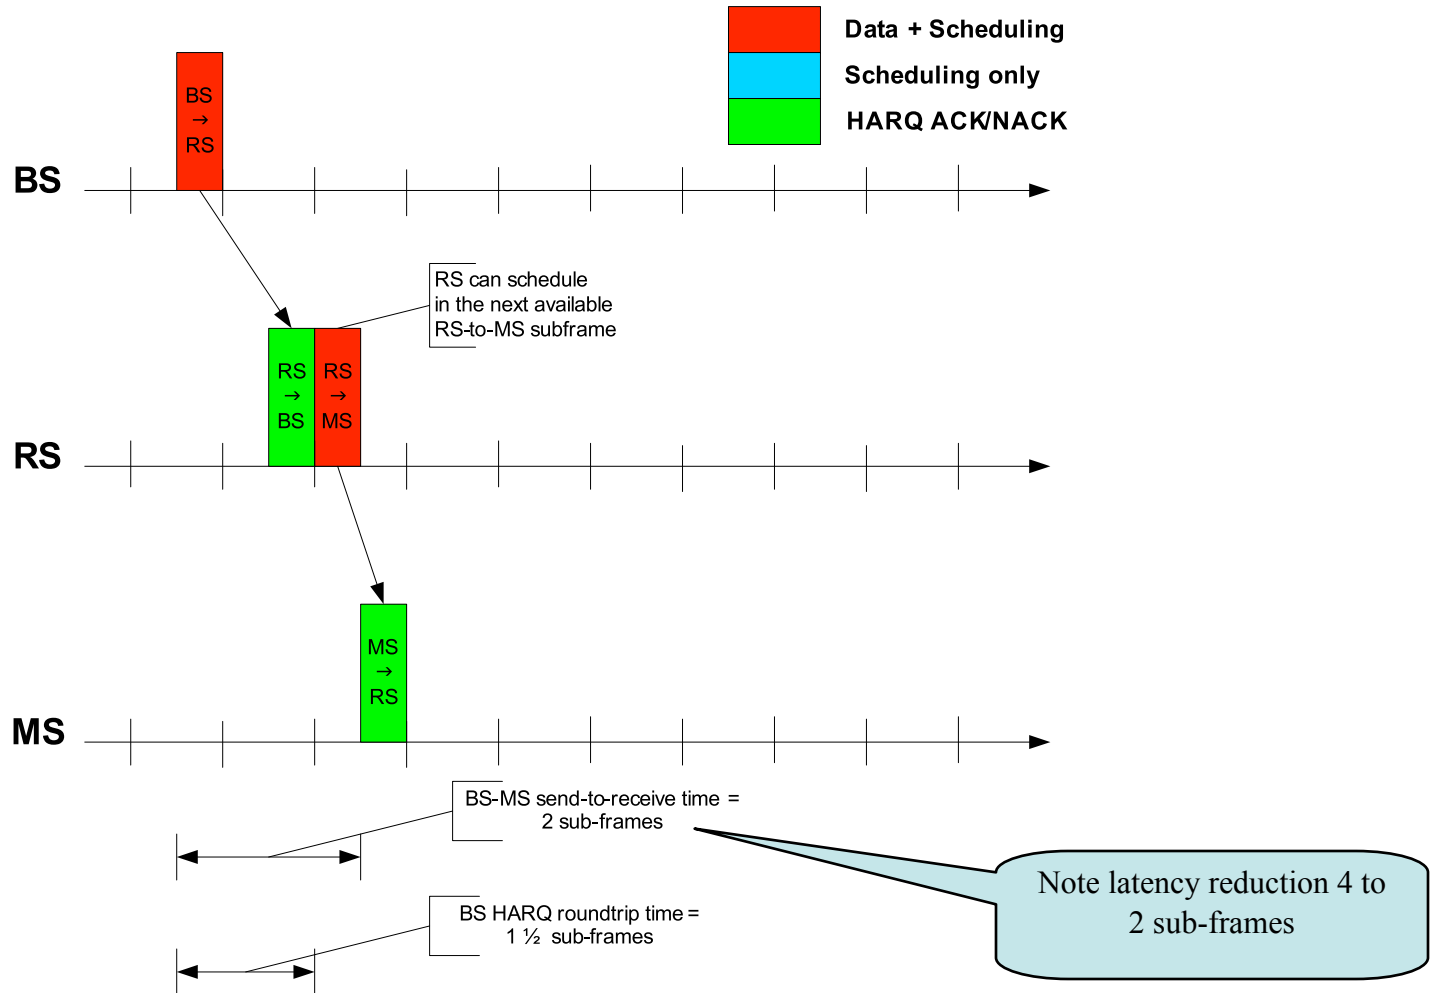 Data + Scheduling
Scheduling only
HARQ ACK/NACK
BS
→
RS
BS
RS can schedule
in the next available
RS-to-MS subframe
RS
→
BS
RS
→
MS
RS
MS
→
RS
MS
BS-MS send-to-receive time =
2 sub-frames
Note latency reduction 4 to
2 sub-frames
BS HARQ roundtrip time =
1 ½ sub-frames